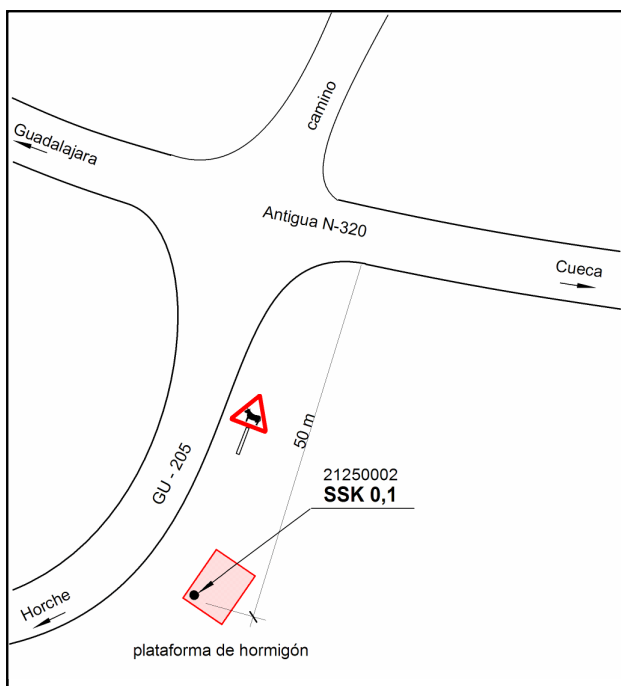 camino
Guadalajara
Antigua N-320
Cueca
50 m
GU - 205
21250002
SSK 0,1
Horche
plataforma de hormigón